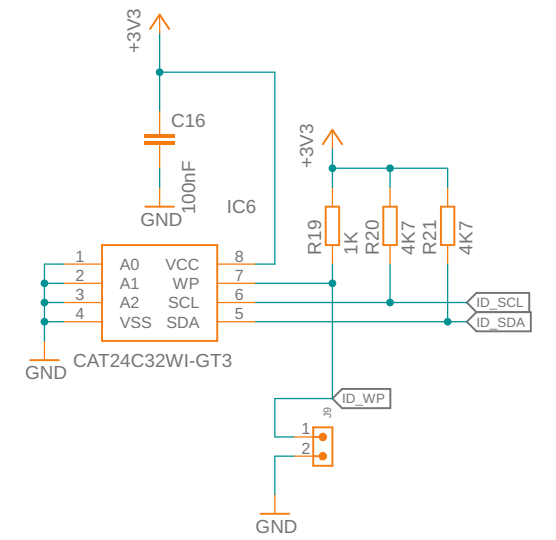 +3V3
C16
100nF
GND
+3V3
IC6
R19
1K
R20
4K7
R21
4K7
1 A0 VCC 8
2 A1 WP 7
3 A2 SCL 6
4 VSS SDA 5
ID_SCL
ID_SDA
CAT24C32WI-GT3
GND
ID_WP
J9
1
2
GND